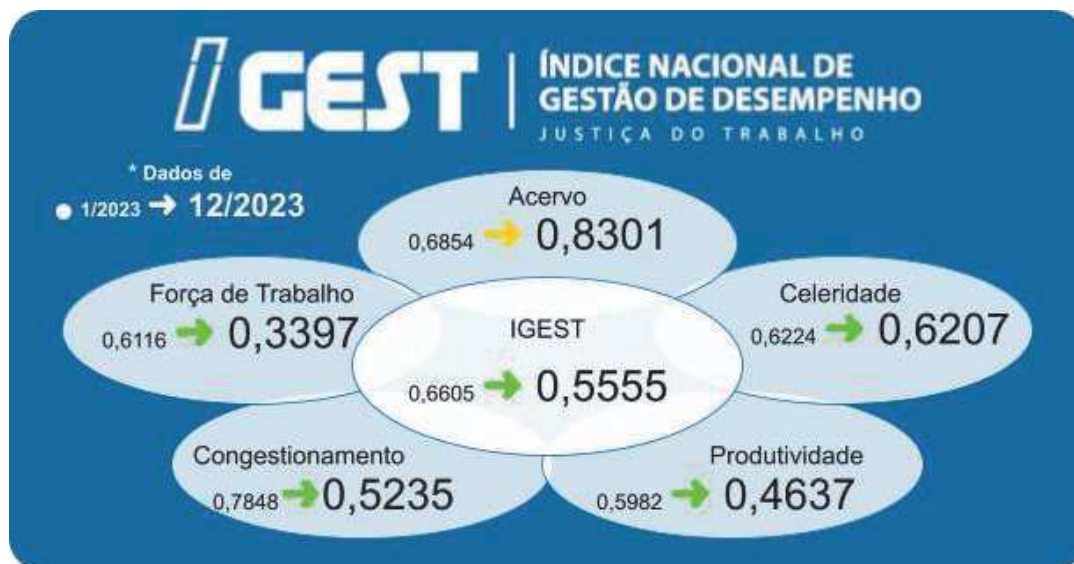 IGEST
ÍNDICE NACIONAL DE
GESTÃO DE DESEMPENHO
JUSTIÇA DO TRABALHO
* Dados de
1/2023 → 12/2023
Acervo
0,6854 → 0,8301
Força de Trabalho
0,6116 → 0,3397
Celeridade
0,6224 → 0,6207
IGEST
0,6605 → 0,5555
Congestionamento
0,7848 → 0,5235
Produtividade
0,5982 → 0,4637